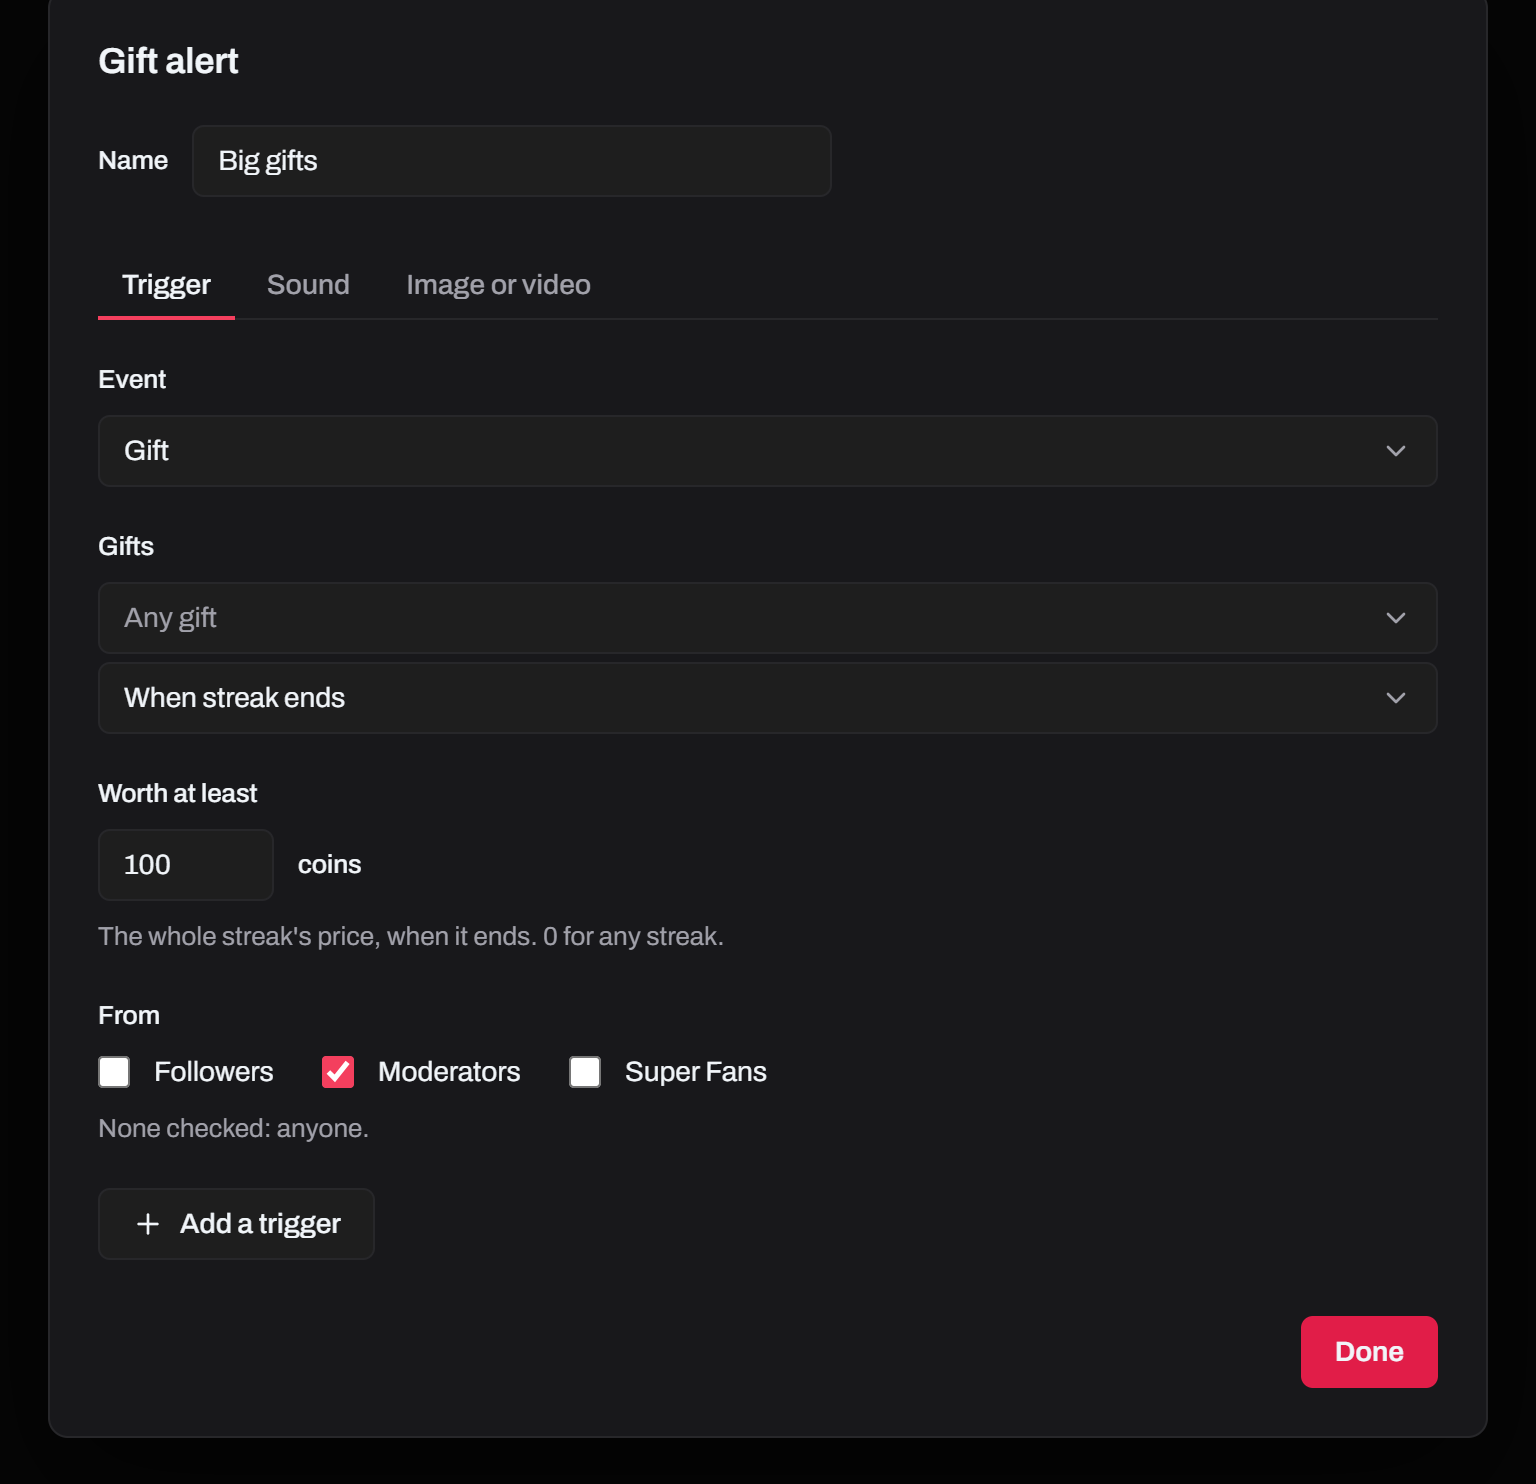 Gift alert
Name
Big gifts
Trigger Sound Image or video
Event
Gift
Gifts
Any gift
When streak ends
Worth at least
100 coins
The whole streak's price, when it ends. 0 for any streak.
From
Followers Moderators Super Fans
None checked: anyone.
Add a trigger
Done